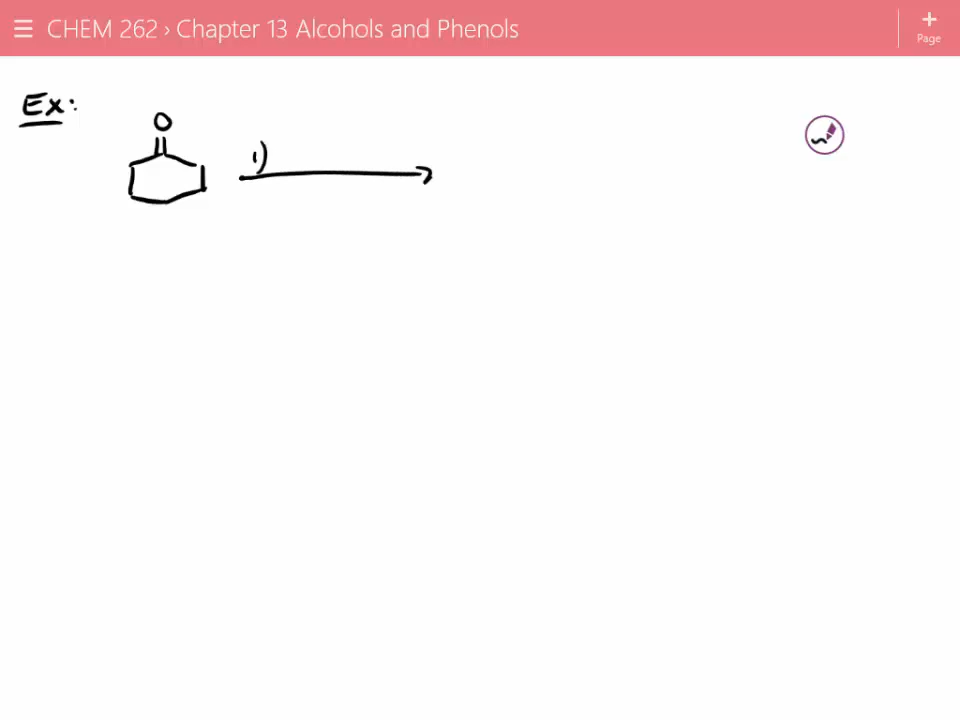 CHEM 262 › Chapter 13 Alcohols and Phenols
+
Page
Ex:
O
1)